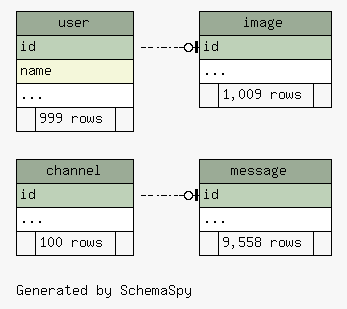 user
id
name
...
999 rows
image
id
...
1,009 rows
channel
id
...
100 rows
message
id
...
9,558 rows
Generated by SchemaSpy